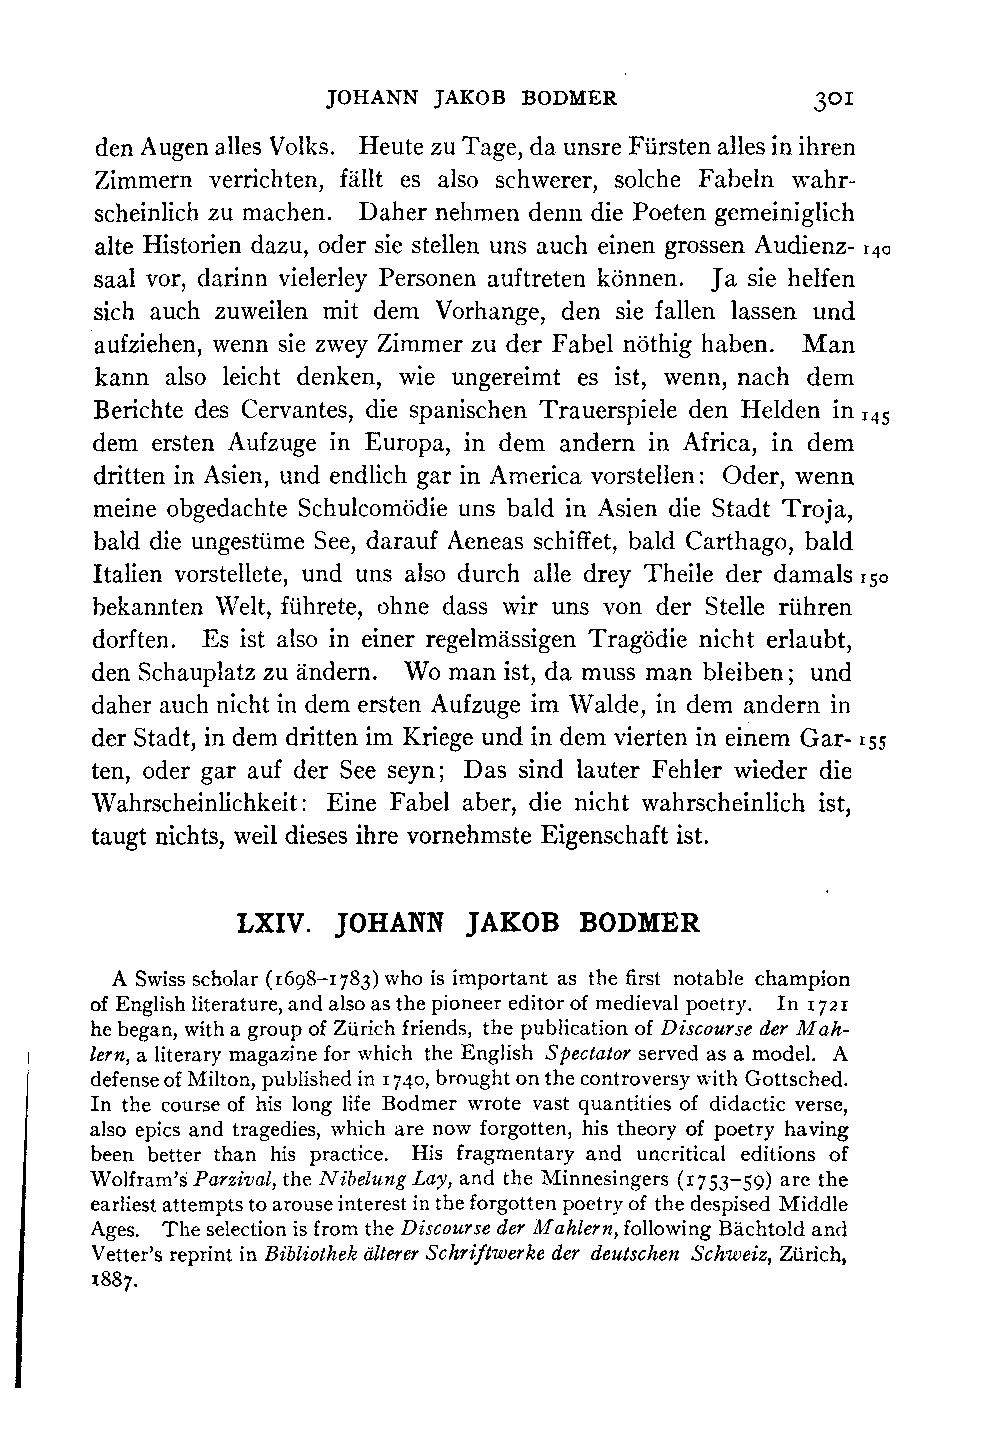 JOHANN JAKOB BODMER 301
den Augen alles Volks. Heute zu Tage, da unsre Fürsten alles in ihren
Zimmern verrichten, fällt es also schwerer, solche Fabeln wahr-
scheinlich zu machen. Daher nehmen denn die Poeten gemeiniglich
alte Historien dazu, oder sie stellen uns auch einen grossen Audienz- 140
saal vor, darinn vielerley Personen auftreten können. Ja sie helfen
sich auch zuweilen mit dem Vorhange, den sie fallen lassen und
aufziehen, wenn sie zwey Zimmer zu der Fabel nöthig haben. Man
kann also leicht denken, wie ungereimt es ist, wenn, nach dem
Berichte des Cervantes, die spanischen Trauerspiele den Helden in 145
dem ersten Aufzuge in Europa, in dem andern in Africa, in dem
dritten in Asien, und endlich gar in America vorstellen: Oder, wenn
meine obgedachte Schulcomödie uns bald in Asien die Stadt Troja,
bald die ungestüme See, darauf Aeneas schiffet, bald Carthago, bald
Italien vorstellete, und uns also durch alle drey Theile der damals 150
bekannten Welt, führete, ohne dass wir uns von der Stelle rühren
dorften. Es ist also in einer regelmässigen Tragödie nicht erlaubt,
den Schauplatz zu ändern. Wo man ist, da muss man bleiben; und
daher auch nicht in dem ersten Aufzuge im Walde, in dem andern in
der Stadt, in dem dritten im Kriege und in dem vierten in einem Gar- 155
ten, oder gar auf der See seyn; Das sind lauter Fehler wieder die
Wahrscheinlichkeit: Eine Fabel aber, die nicht wahrscheinlich ist,
taugt nichts, weil dieses ihre vornehmste Eigenschaft ist.
LXIV. JOHANN JAKOB BODMER
A Swiss scholar (1698–1783) who is important as the first notable champion
of English literature, and also as the pioneer editor of medieval poetry. In 1721
he began, with a group of Zürich friends, the publication of Discourse der Mah-
lern, a literary magazine for which the English Spectator served as a model. A
defense of Milton, published in 1740, brought on the controversy with Gottsched.
In the course of his long life Bodmer wrote vast quantities of didactic verse,
also epics and tragedies, which are now forgotten, his theory of poetry having
been better than his practice. His fragmentary and uncritical editions of
Wolfram's Parzival, the Nibelung Lay, and the Minnesingers (1753–59) are the
earliest attempts to arouse interest in the forgotten poetry of the despised Middle
Ages. The selection is from the Discourse der Mahlern, following Bächtold and
Vetter's reprint in Bibliothek älterer Schriftwerke der deutschen Schweiz, Zürich,
1887.